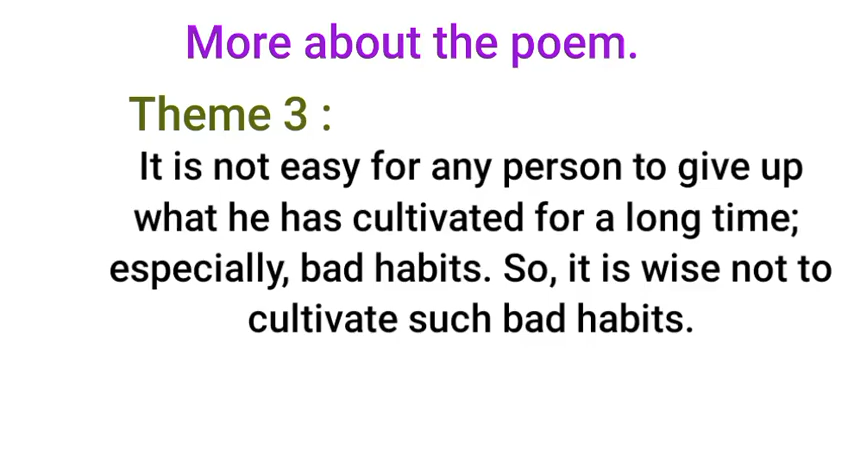 More about the poem.
Theme 3 :
It is not easy for any person to give up
what he has cultivated for a long time;
especially, bad habits. So, it is wise not to
cultivate such bad habits.